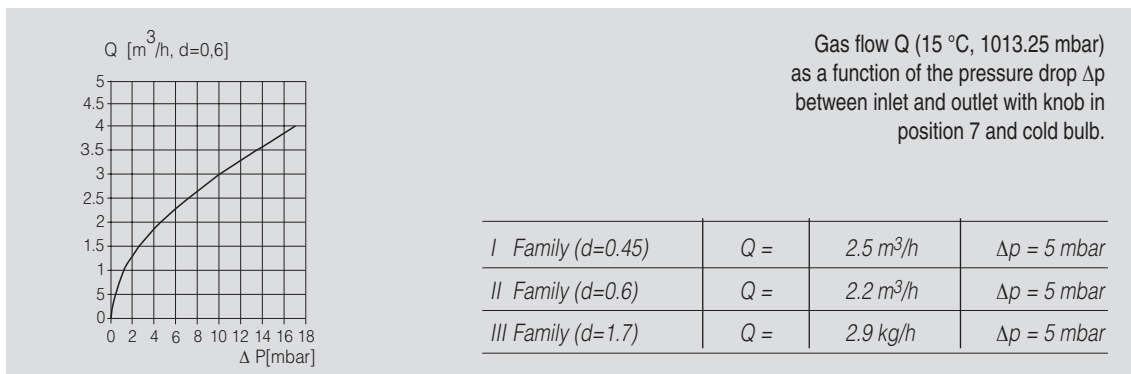 Q [m³/h, d=0,6]
5
4.5
4
3.5
3
2.5
2
1.5
1
5
0
0 2 4 6 8 10 12 14 16 18
Δ P[mbar]
Gas flow Q (15 °C, 1013.25 mbar)
as a function of the pressure drop Δp
between inlet and outlet with knob in
position 7 and cold bulb.
I Family (d=0.45) Q = 2.5 m³/h Δp = 5 mbar
II Family (d=0.6) Q = 2.2 m³/h Δp = 5 mbar
III Family (d=1.7) Q = 2.9 kg/h Δp = 5 mbar